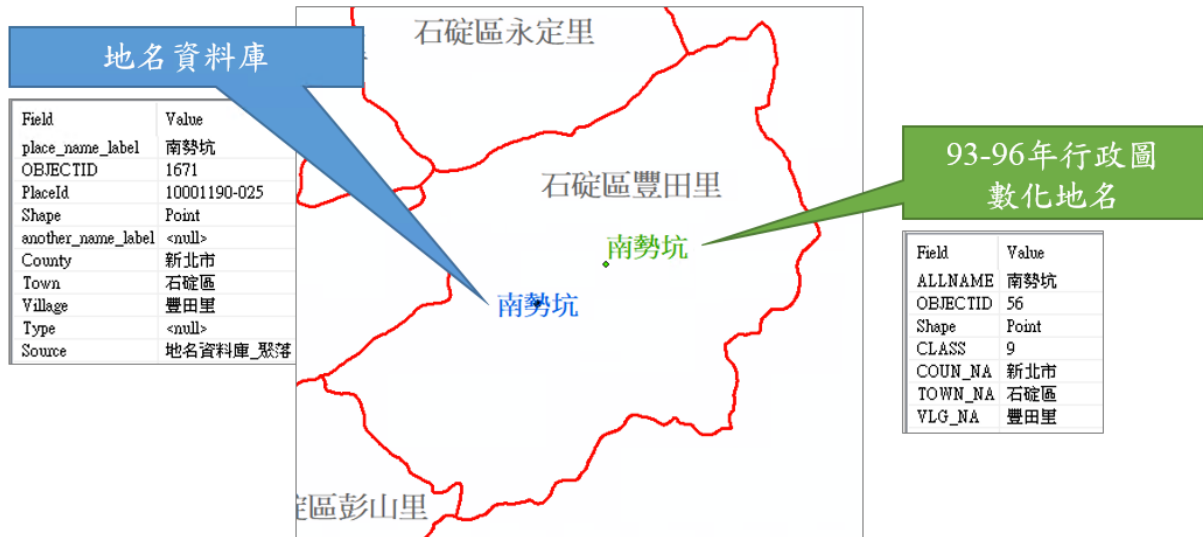 地名資料庫
Field Value
place_name_label 南勢坑
OBJECTID 1671
PlaceId 10001190-025
Shape Point
another_name_label <null>
County 新北市
Town 石碇區
Village 豐田里
Type <null>
Source 地名資料庫_聚落
石碇區永定里
石碇區豐田里
南勢坑
南勢坑
碇區彭山里
93-96年行政圖
數化地名
Field Value
ALLNAME 南勢坑
OBJECTID 56
Shape Point
CLASS 9
COUN_NA 新北市
TOWN_NA 石碇區
VLG_NA 豐田里